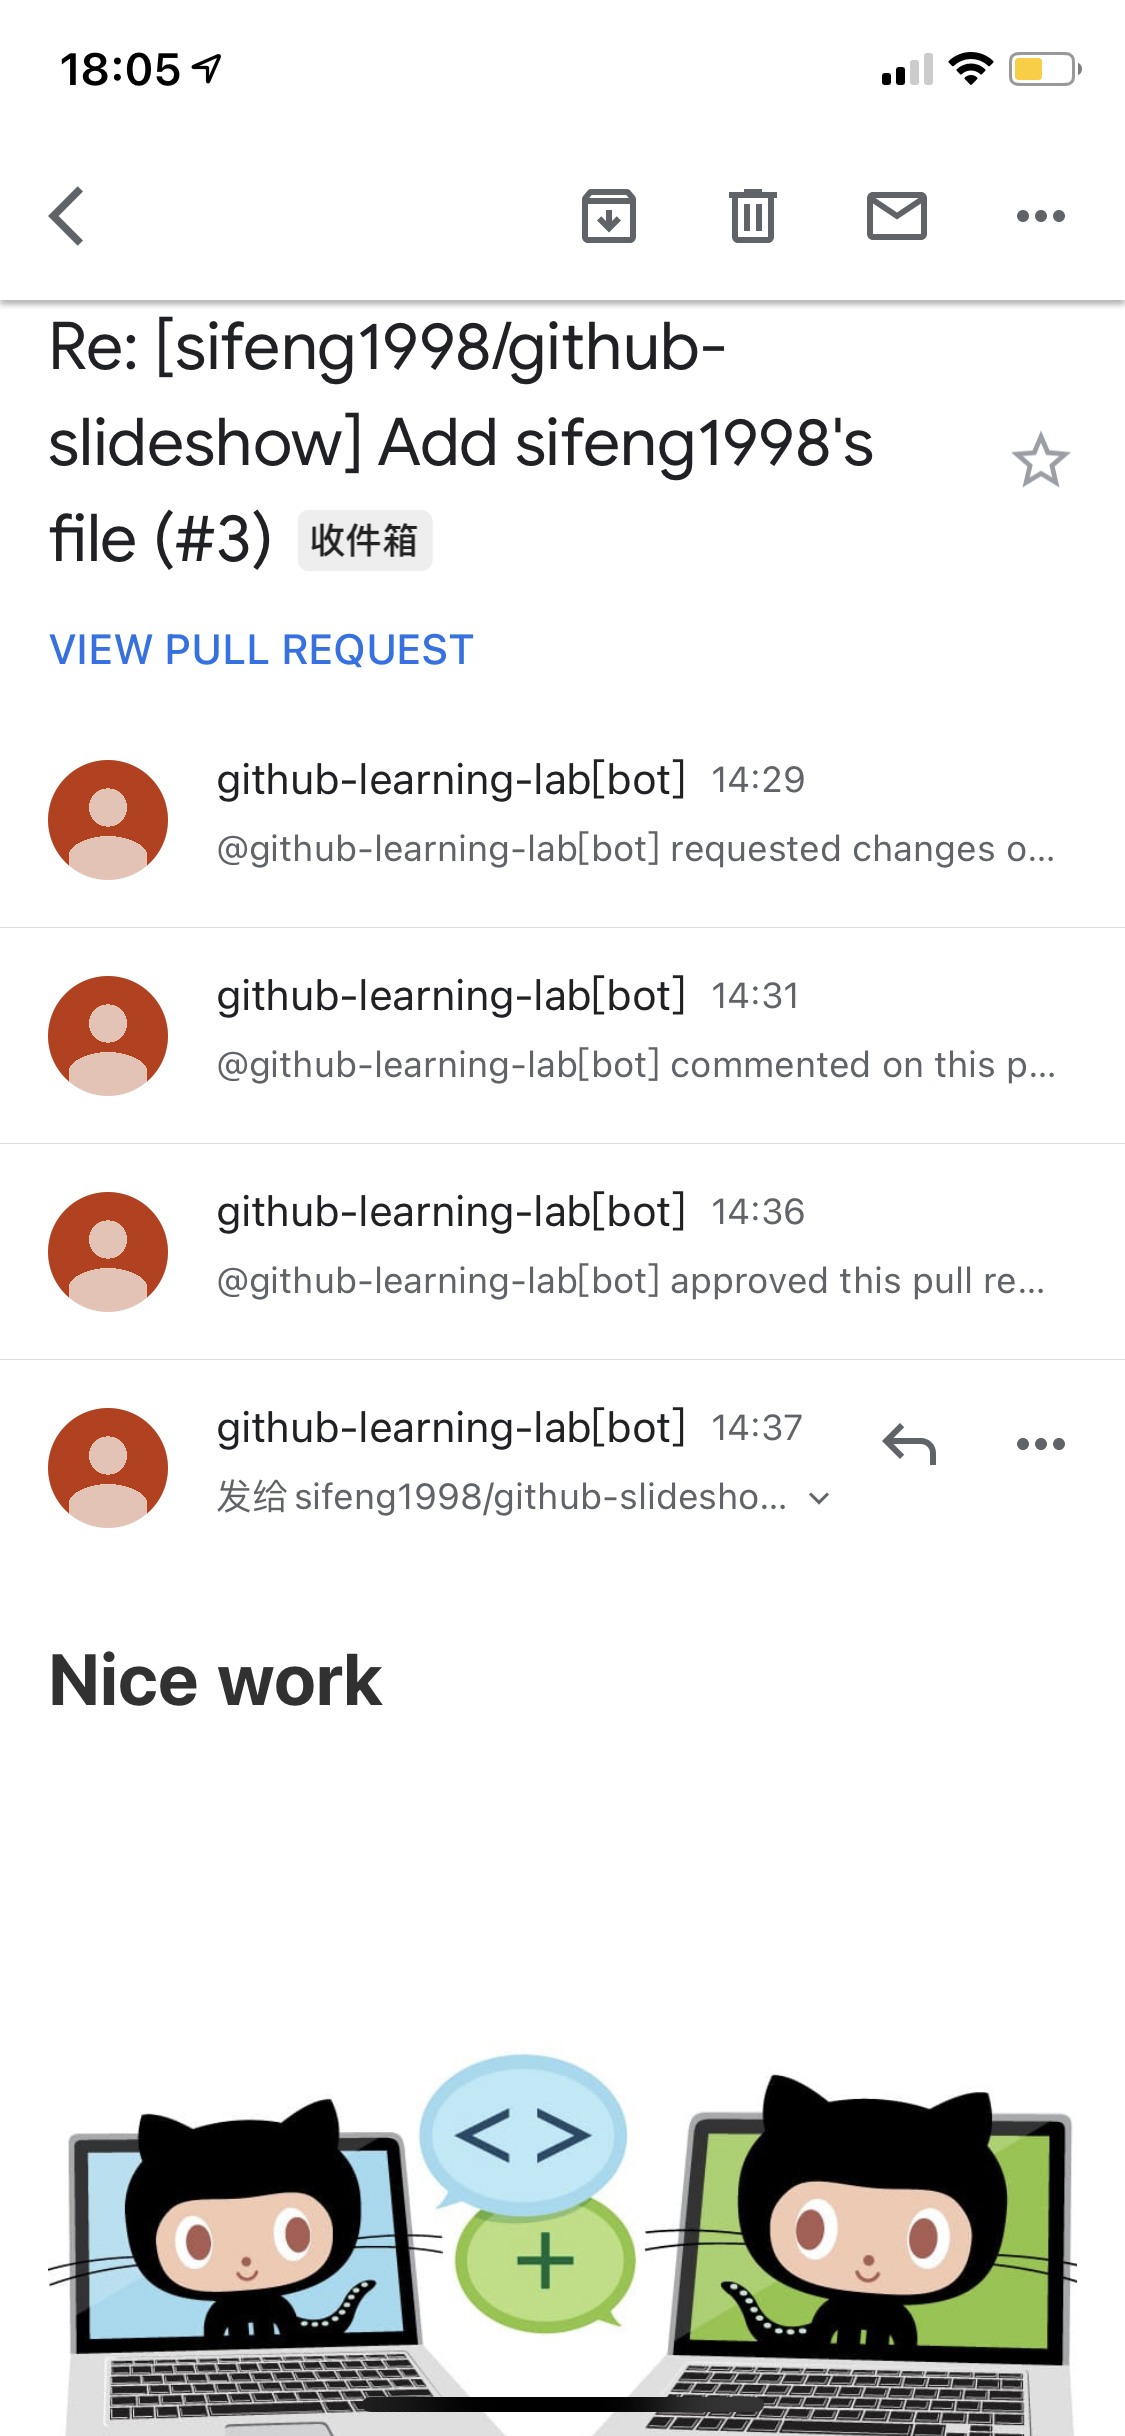 18:05
Re: [sifeng1998/github-
slideshow] Add sifeng1998's
file (#3) 收件箱
VIEW PULL REQUEST
github-learning-lab[bot] 14:29
@github-learning-lab[bot] requested changes o...
github-learning-lab[bot] 14:31
@github-learning-lab[bot] commented on this p...
github-learning-lab[bot] 14:36
@github-learning-lab[bot] approved this pull re...
github-learning-lab[bot] 14:37
发给 sifeng1998/github-slidesho...
Nice work
<>
+